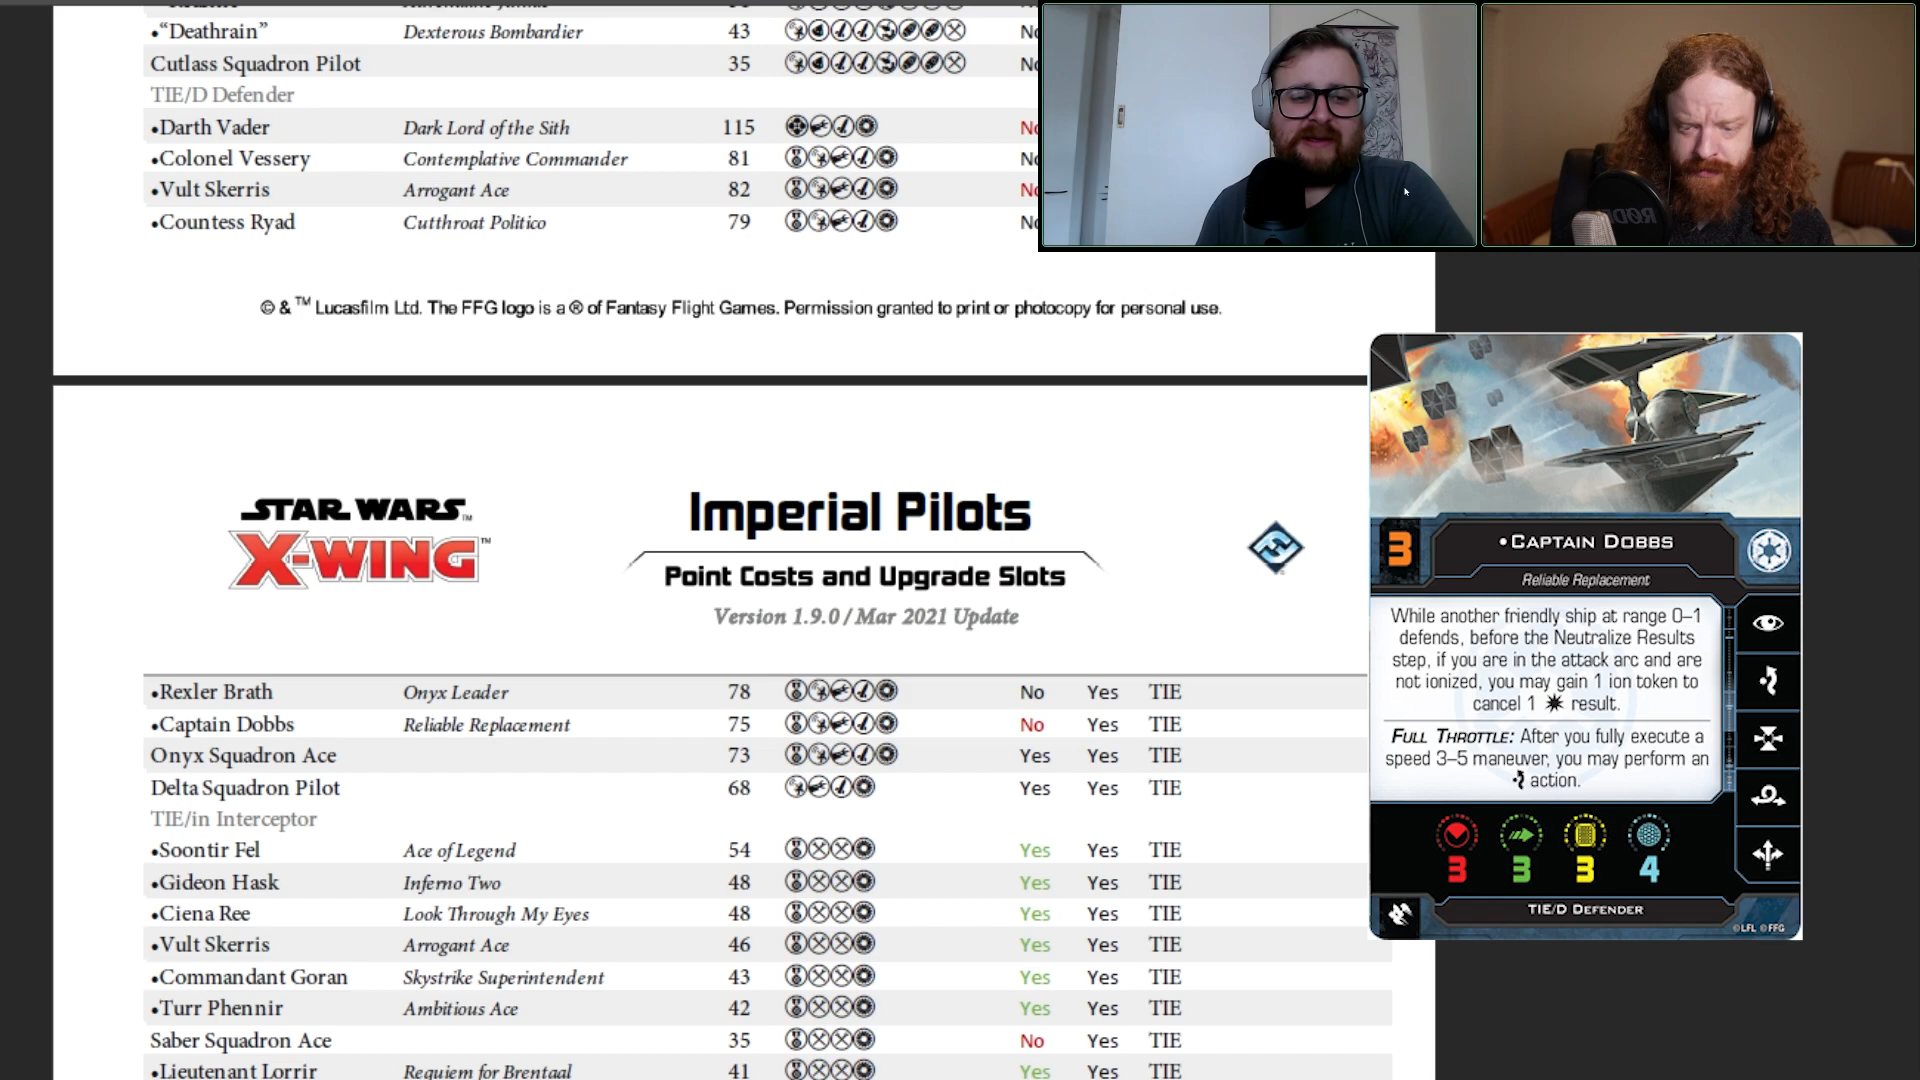 •“Deathrain” Dexterous Bombardier 43 No
Cutlass Squadron Pilot 35 No
TIE/D Defender
•Darth Vader Dark Lord of the Sith 115 No
•Colonel Vessery Contemplative Commander 81 No
•Vult Skerris Arrogant Ace 82 No
•Countess Ryad Cutthroat Politico 79 No
RODE
© & ™ Lucasfilm Ltd. The FFG logo is a ® of Fantasy Flight Games. Permission granted to print or photocopy for personal use.
STAR WARS™
X-WING™
Imperial Pilots
Point Costs and Upgrade Slots
Version 1.9.0 / Mar 2021 Update
•Rexler Brath Onyx Leader 78 No Yes TIE
•Captain Dobbs Reliable Replacement 75 No Yes TIE
Onyx Squadron Ace 73 Yes Yes TIE
Delta Squadron Pilot 68 Yes Yes TIE
TIE/in Interceptor
•Soontir Fel Ace of Legend 54 Yes Yes TIE
•Gideon Hask Inferno Two 48 Yes Yes TIE
•Ciena Ree Look Through My Eyes 48 Yes Yes TIE
•Vult Skerris Arrogant Ace 46 Yes Yes TIE
•Commandant Goran Skystrike Superintendent 43 Yes Yes TIE
•Turr Phennir Ambitious Ace 42 Yes Yes TIE
Saber Squadron Ace 35 No Yes TIE
•Lieutenant Lorrir Requiem for Brentaal 41 Yes Yes TIE
3 •CAPTAIN DOBBS
Reliable Replacement
While another friendly ship at range 0–1
defends, before the Neutralize Results
step, if you are in the attack arc and are
not ionized, you may gain 1 ion token to
cancel 1 result.
FULL THROTTLE: After you fully execute a
speed 3–5 maneuver, you may perform an
action.
3 3 3 4
TIE/D DEFENDER
©LFL ©FFG